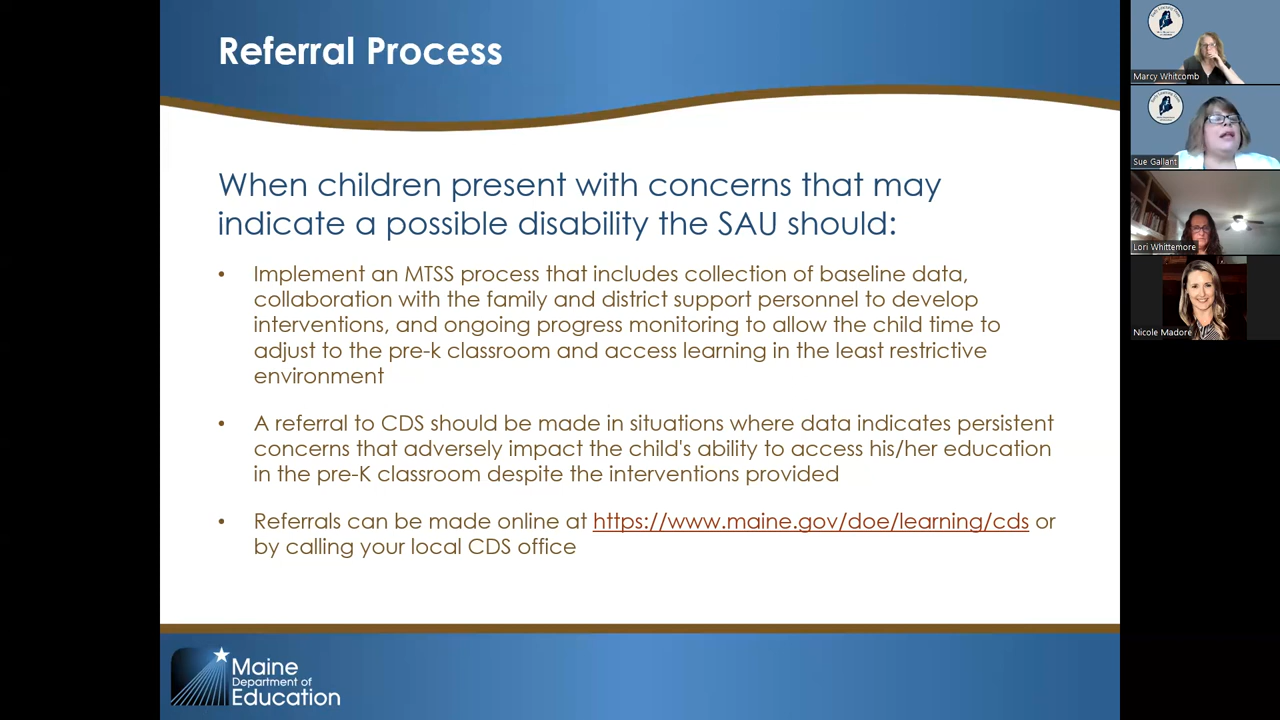 Referral Process
When children present with concerns that may
indicate a possible disability the SAU should:
• Implement an MTSS process that includes collection of baseline data,
collaboration with the family and district support personnel to develop
interventions, and ongoing progress monitoring to allow the child time to
adjust to the pre-k classroom and access learning in the least restrictive
environment
• A referral to CDS should be made in situations where data indicates persistent
concerns that adversely impact the child's ability to access his/her education
in the pre-K classroom despite the interventions provided
• Referrals can be made online at https://www.maine.gov/doe/learning/cds or
by calling your local CDS office
Maine
Department of
Education
Marcy Whitcomb
Sue Gallant
Lori Whittemore
Nicole Madore